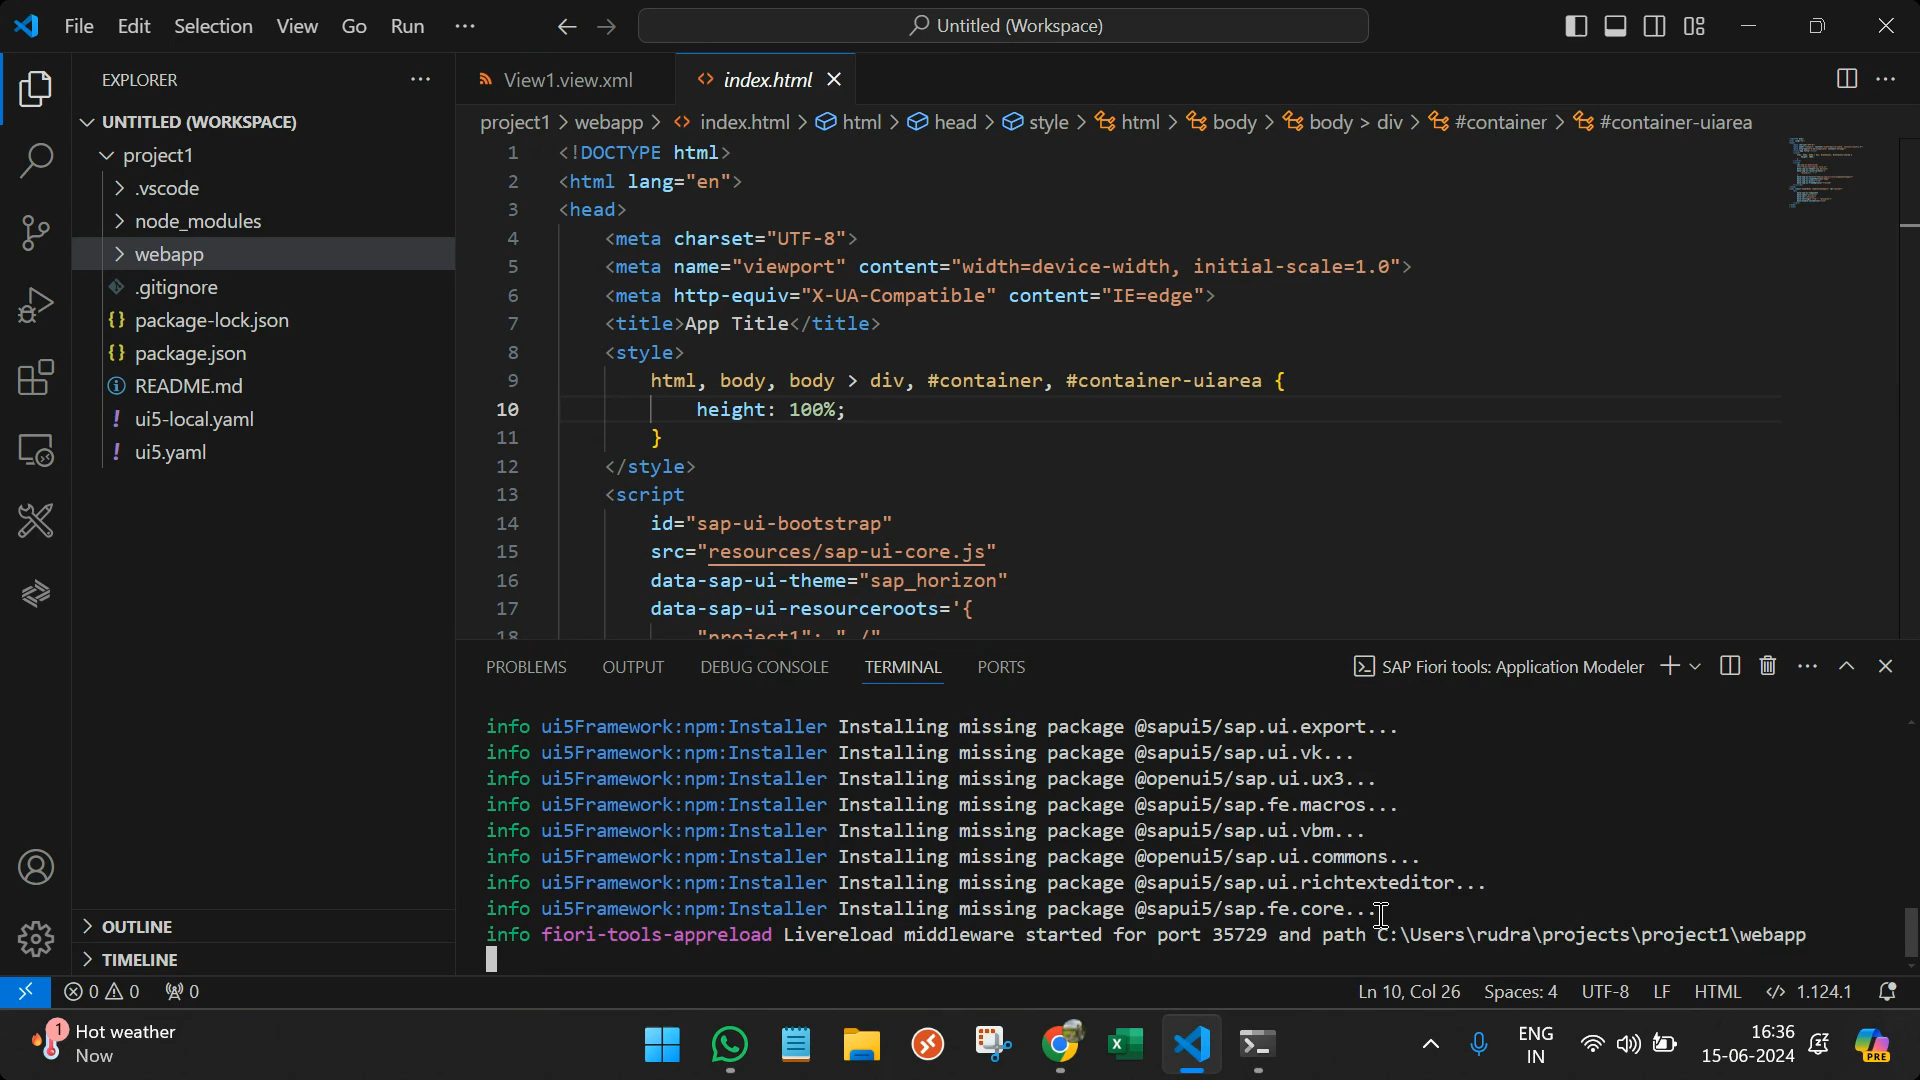 File Edit Selection View Go Run ···
Untitled (Workspace)
EXPLORER
UNTITLED (WORKSPACE)
project1
.vscode
node_modules
webapp
.gitignore
package-lock.json
package.json
README.md
ui5-local.yaml
ui5.yaml
OUTLINE
TIMELINE
View1.view.xml
index.html
project1 > webapp > index.html > html > head > style > html > body > body > div > #container > #container-uiarea
1 <!DOCTYPE html>
2 <html lang="en">
3 <head>
4 <meta charset="UTF-8">
5 <meta name="viewport" content="width=device-width, initial-scale=1.0">
6 <meta http-equiv="X-UA-Compatible" content="IE=edge">
7 <title>App Title</title>
8 <style>
9 html, body, body > div, #container, #container-uiarea {
10 height: 100%;
11 }
12 </style>
13 <script
14 id="sap-ui-bootstrap"
15 src="resources/sap-ui-core.js"
16 data-sap-ui-theme="sap_horizon"
17 data-sap-ui-resourceroots='{
18 "project1": "./"
PROBLEMS OUTPUT DEBUG CONSOLE TERMINAL PORTS
SAP Fiori tools: Application Modeler
info ui5Framework:npm:Installer Installing missing package @sapui5/sap.ui.export...
info ui5Framework:npm:Installer Installing missing package @sapui5/sap.ui.vk...
info ui5Framework:npm:Installer Installing missing package @openui5/sap.ui.ux3...
info ui5Framework:npm:Installer Installing missing package @sapui5/sap.fe.macros...
info ui5Framework:npm:Installer Installing missing package @sapui5/sap.ui.vbm...
info ui5Framework:npm:Installer Installing missing package @openui5/sap.ui.commons...
info ui5Framework:npm:Installer Installing missing package @sapui5/sap.ui.richtexteditor...
info ui5Framework:npm:Installer Installing missing package @sapui5/sap.fe.core...
info fiori-tools-appreload Livereload middleware started for port 35729 and path C:\Users\rudra\projects\project1\webapp
0 0 0
Ln 10, Col 26 Spaces: 4 UTF-8 LF HTML 1.124.1
1 Hot weather
Now
ENG
IN
16:36
15-06-2024
PRE